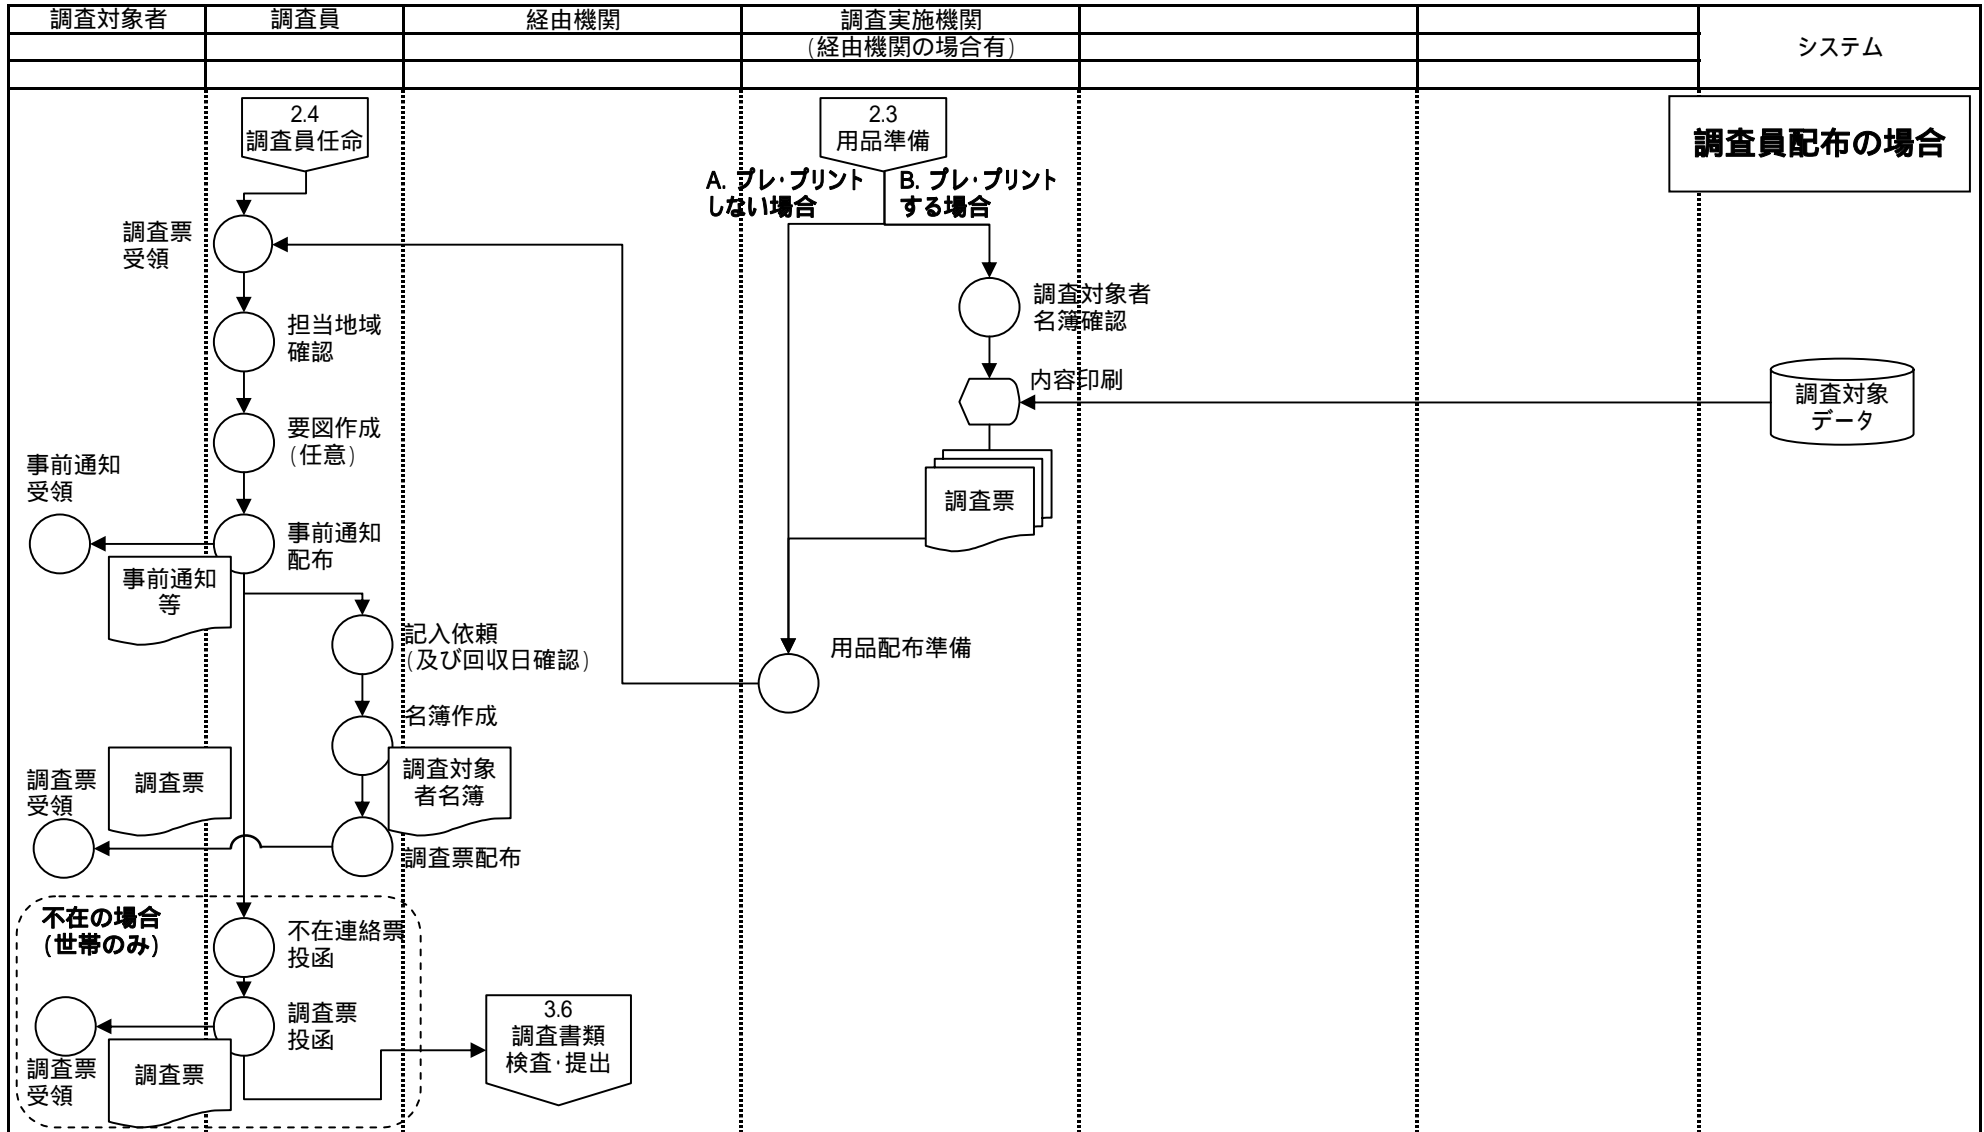 調査対象者
調査員
経由機関
調査実施機関
(経由機関の場合有)
システム
2.4
調査員任命
2.3
用品準備
調査員配布の場合
A. プレ・プリント
しない場合
B. プレ・プリント
する場合
調査票
受領
調査対象者
名簿確認
担当地域
確認
内容印刷
調査対象
データ
要図作成
(任意)
事前通知
受領
調査票
事前通知
配布
事前通知
等
記入依頼
(及び回収日確認)
用品配布準備
名簿作成
調査対象
者名簿
調査票
受領
調査票
調査票配布
不在の場合
(世帯のみ)
不在連絡票
投函
調査票
投函
3.6
調査書類
検査・提出
調査票
受領
調査票